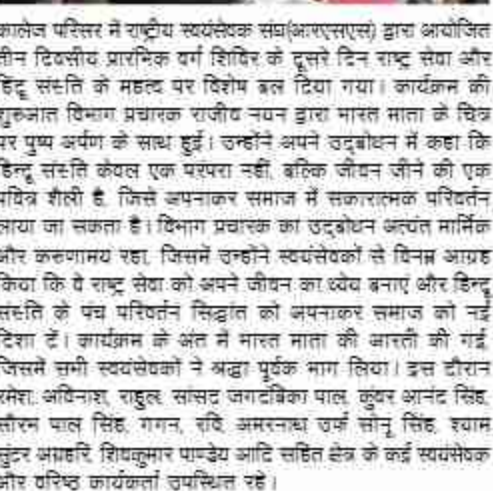 कालेज परिसर में राष्ट्रीय स्वयंसेवक संघ(आरएसएस) द्वारा आयोजित
तीन दिवसीय प्रारंभिक वर्ग शिविर के दूसरे दिन राष्ट्र सेवा और
हिंदू संस्कृति के महत्व पर विशेष बल दिया गया। कार्यक्रम की
शुरुआत विभाग प्रचारक राजीव नयन द्वारा भारत माता के चित्र
पर पुष्प अर्पण के साथ हुई। उन्होंने अपने उद्बोधन में कहा कि
हिन्दू संस्कृति केवल एक परंपरा नहीं, बल्कि जीवन जीने की एक
पवित्र शैली है, जिसे अपनाकर समाज में सकारात्मक परिवर्तन
लाया जा सकता है। विभाग प्रचारक का उद्बोधन अत्यंत मार्मिक
और करुणामय रहा, जिसमें उन्होंने स्वयंसेवकों से विनम्र आग्रह
किया कि वे राष्ट्र सेवा को अपने जीवन का ध्येय बनाएं और हिन्दू
संस्कृति के पंच परिवर्तन सिद्धांत को अपनाकर समाज को नई
दिशा दें। कार्यक्रम के अंत में भारत माता की आरती की गई,
जिसमें सभी स्वयंसेवकों ने श्रद्धा पूर्वक भाग लिया। इस दौरान
रमेश, अविनाश, राहुल, सांसद जगदंबिका पाल, कुंवर आनंद सिंह,
सौरभ पाल सिंह, गगन, रवि, अमरनाथ उर्फ सोनू सिंह, श्याम
सुंदर अग्रहरि, शिवकुमार पाण्डेय आदि सहित क्षेत्र के कई स्वयंसेवक
और वरिष्ठ कार्यकर्ता उपस्थित रहे।